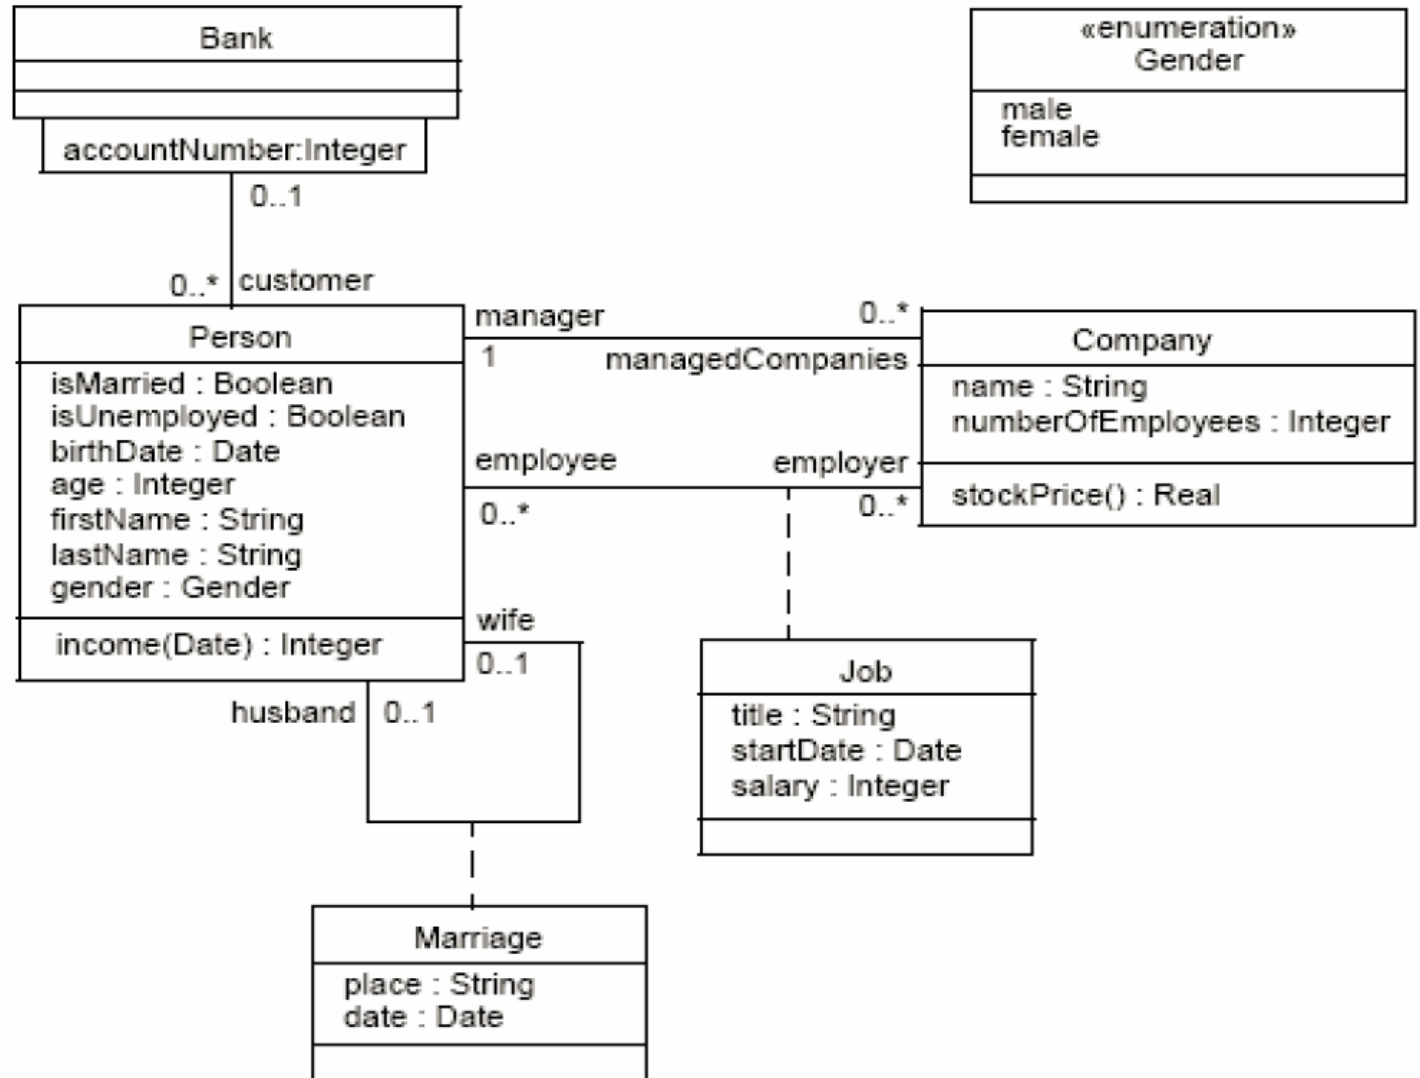 Bank
accountNumber:Integer
0..1
0..* customer
«enumeration»
Gender
male
female
Person
isMarried : Boolean
isUnemployed : Boolean
birthDate : Date
age : Integer
firstName : String
lastName : String
gender : Gender
income(Date) : Integer
manager
1
0..*
managedCompanies
employee
0..*
employer
0..*
Company
name : String
numberOfEmployees : Integer
stockPrice() : Real
wife
0..1
husband
0..1
Job
title : String
startDate : Date
salary : Integer
Marriage
place : String
date : Date